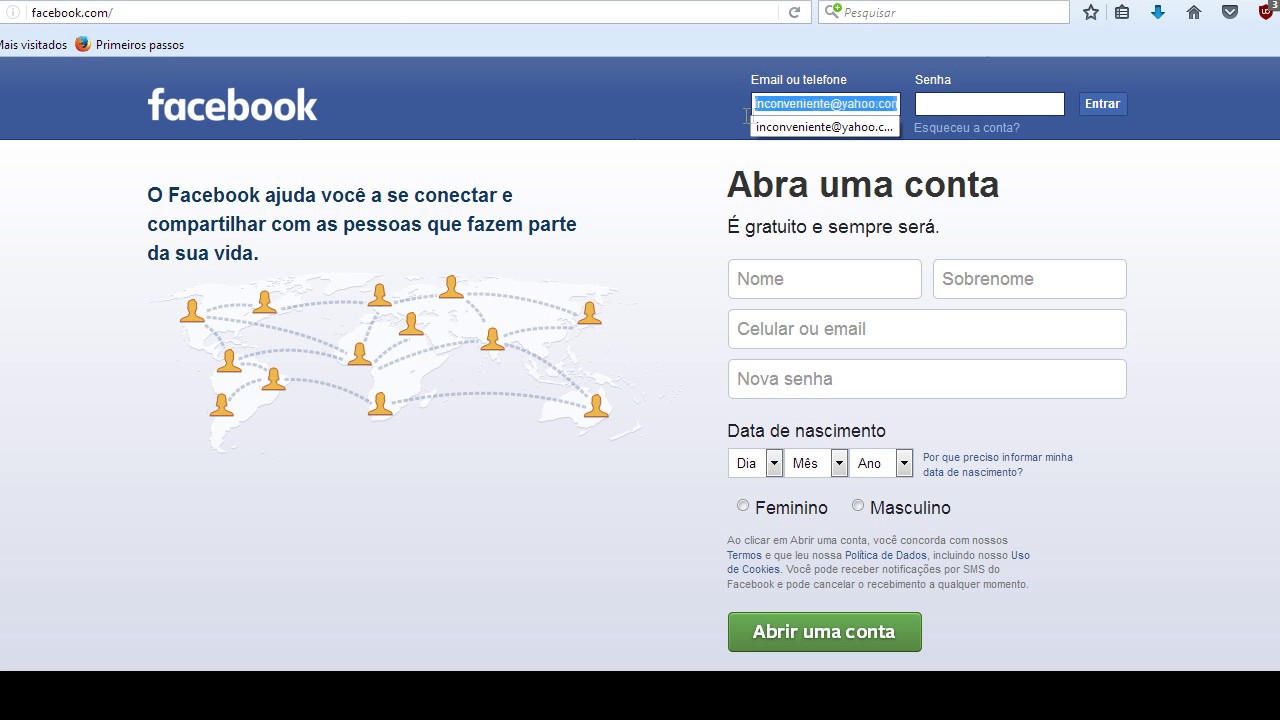 facebook.com/
Pesquisar
3
Mais visitados
Primeiros passos
facebook
Email ou telefone
Senha
inconveniente@yahoo.com
Entrar
inconveniente@yahoo.c...
Esqueceu a conta?
O Facebook ajuda você a se conectar e
compartilhar com as pessoas que fazem parte
da sua vida.
Abra uma conta
É gratuito e sempre será.
Nome
Sobrenome
Celular ou email
Nova senha
Data de nascimento
Dia
Mês
Ano
Por que preciso informar minha
data de nascimento?
Feminino
Masculino
Ao clicar em Abrir uma conta, você concorda com nossos
Termos e que leu nossa Política de Dados, incluindo nosso Uso
de Cookies. Você pode receber notificações por SMS do
Facebook e pode cancelar o recebimento a qualquer momento.
Abrir uma conta